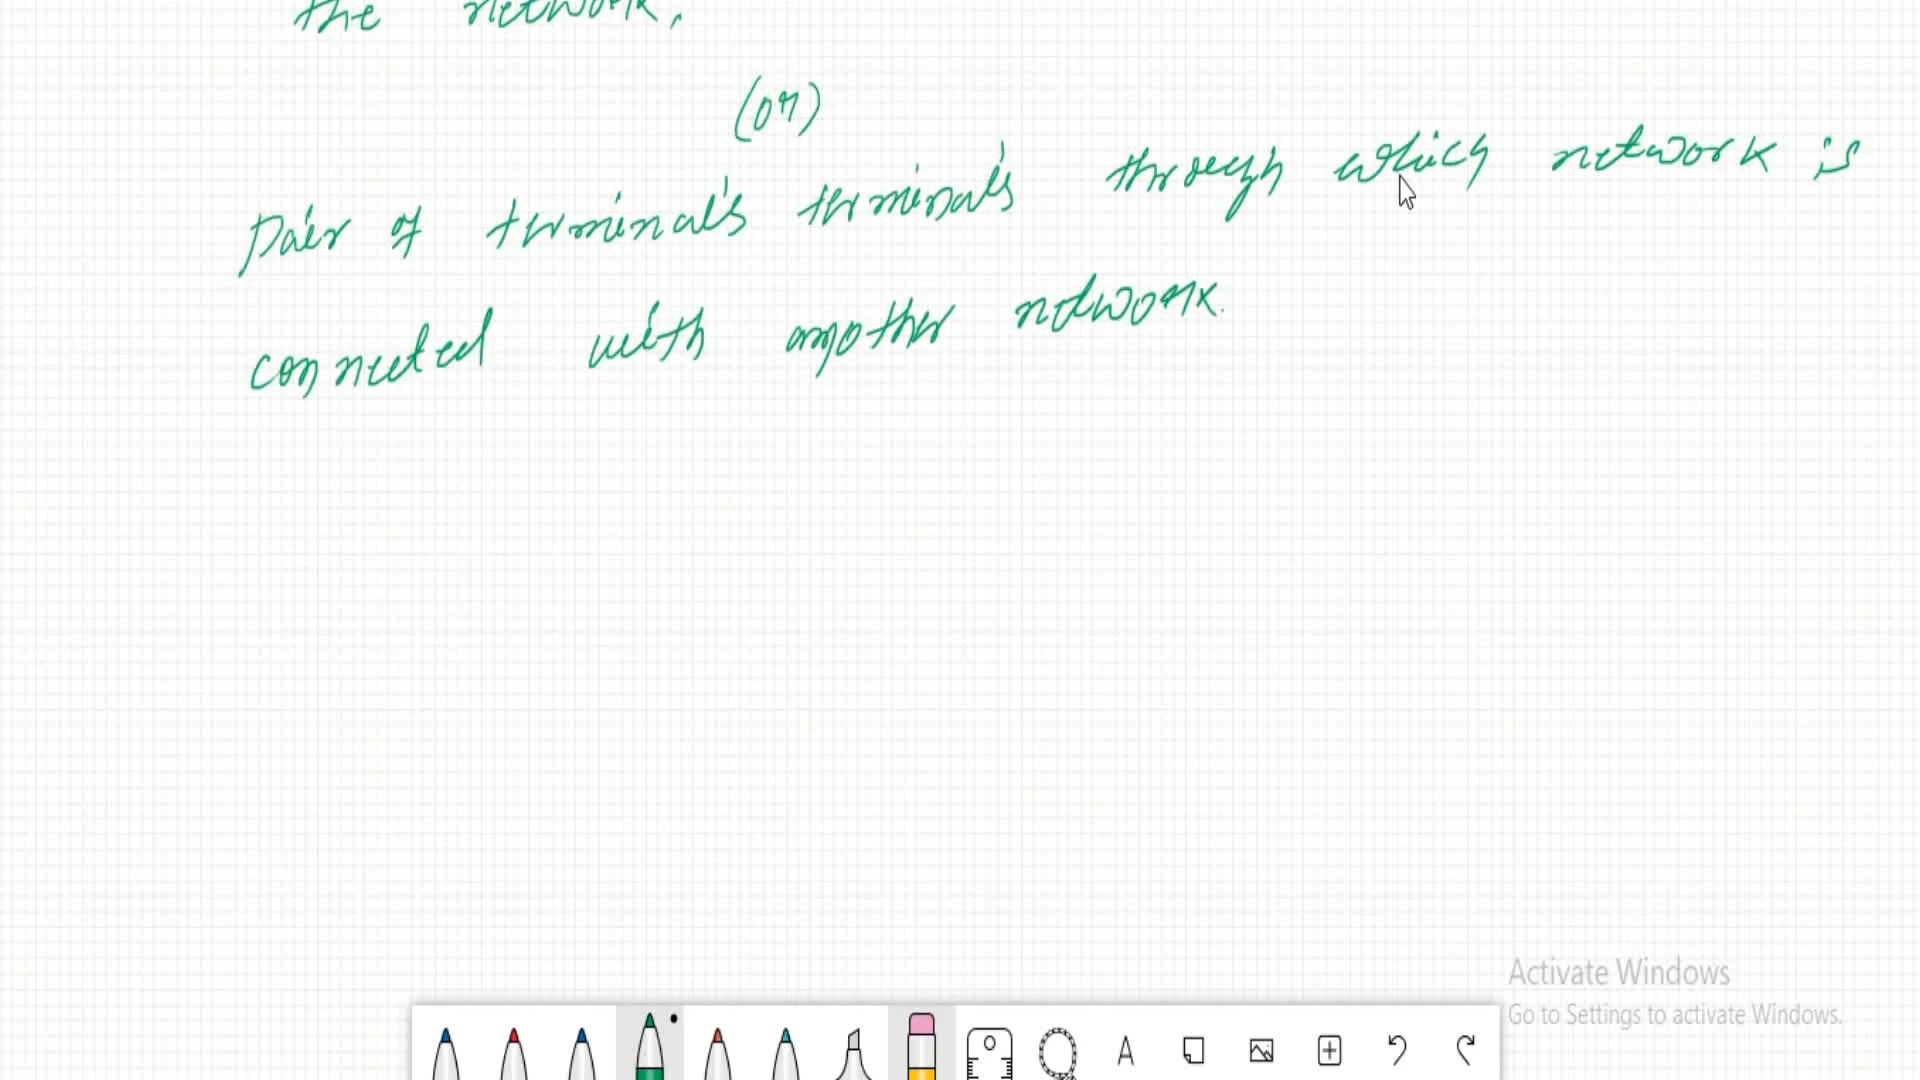 the network.
(or)
Pair of terminals terminals through which network is
connected with another network.
Activate Windows
Go to Settings to activate Windows.